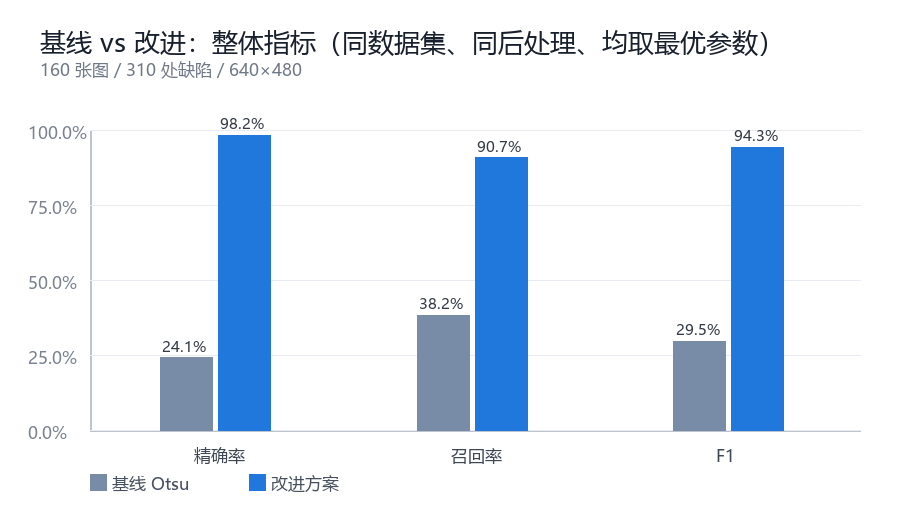 基线 vs 改进：整体指标（同数据集、同后处理、均取最优参数）
160 张图 / 310 处缺陷 / 640×480
100.0%
75.0%
50.0%
25.0%
0.0%
24.1%
98.2%
38.2%
90.7%
29.5%
94.3%
精确率
召回率
F1
基线 Otsu
改进方案